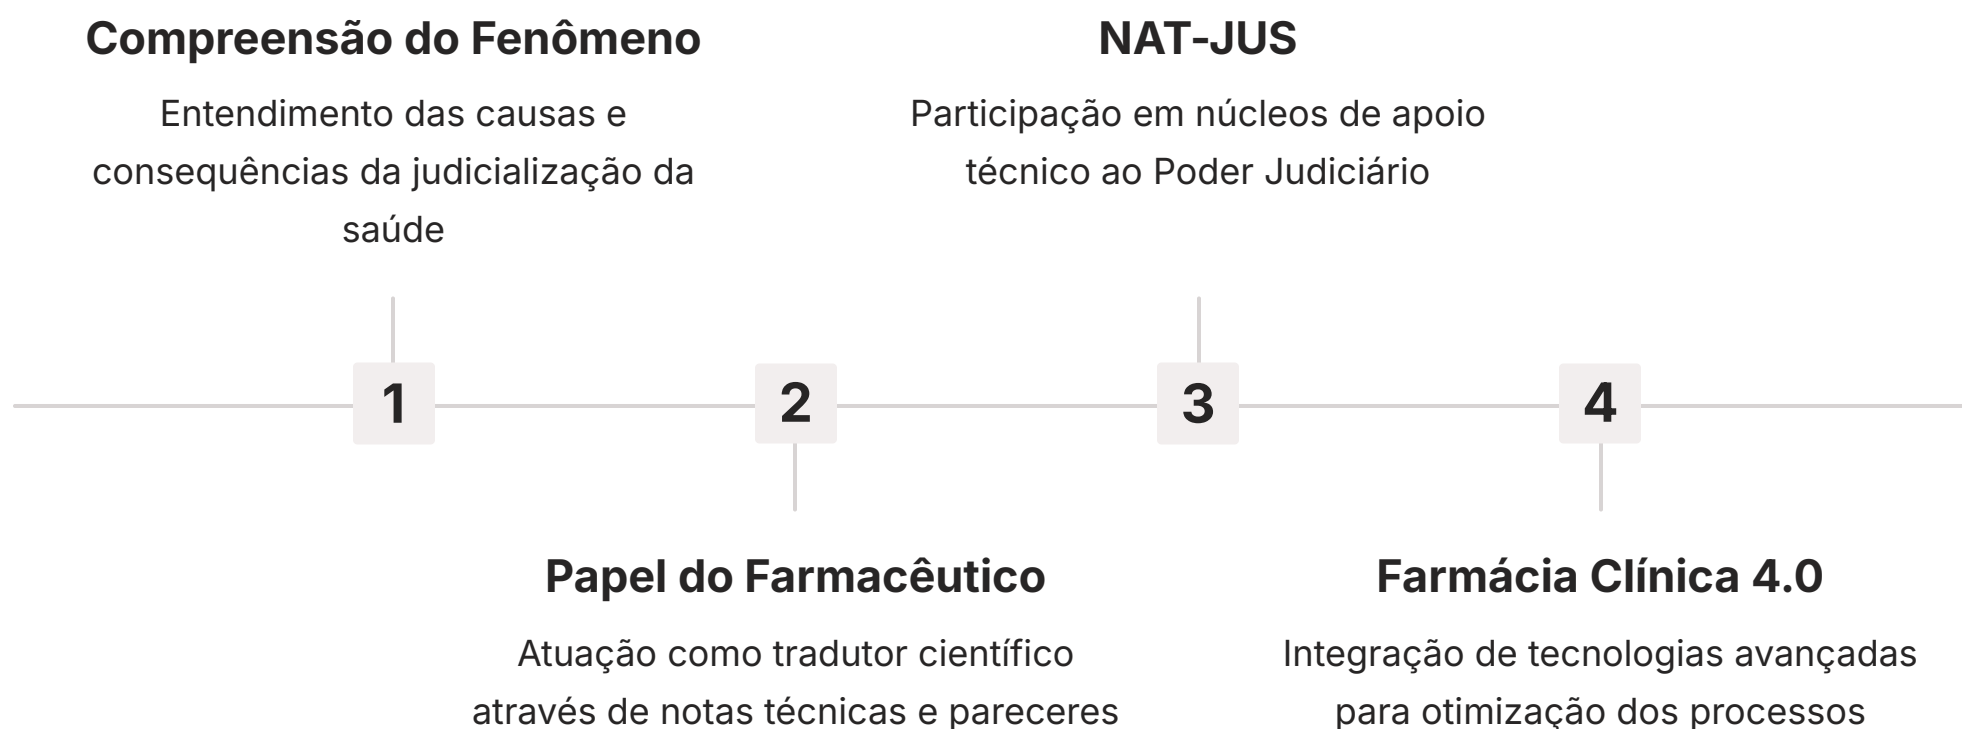 Compreensão do Fenômeno
Entendimento das causas e
consequências da judicialização da
saúde
NAT-JUS
Participação em núcleos de apoio
técnico ao Poder Judiciário
1
2
3
4
Papel do Farmacêutico
Atuação como tradutor científico
através de notas técnicas e pareceres
Farmácia Clínica 4.0
Integração de tecnologias avançadas
para otimização dos processos